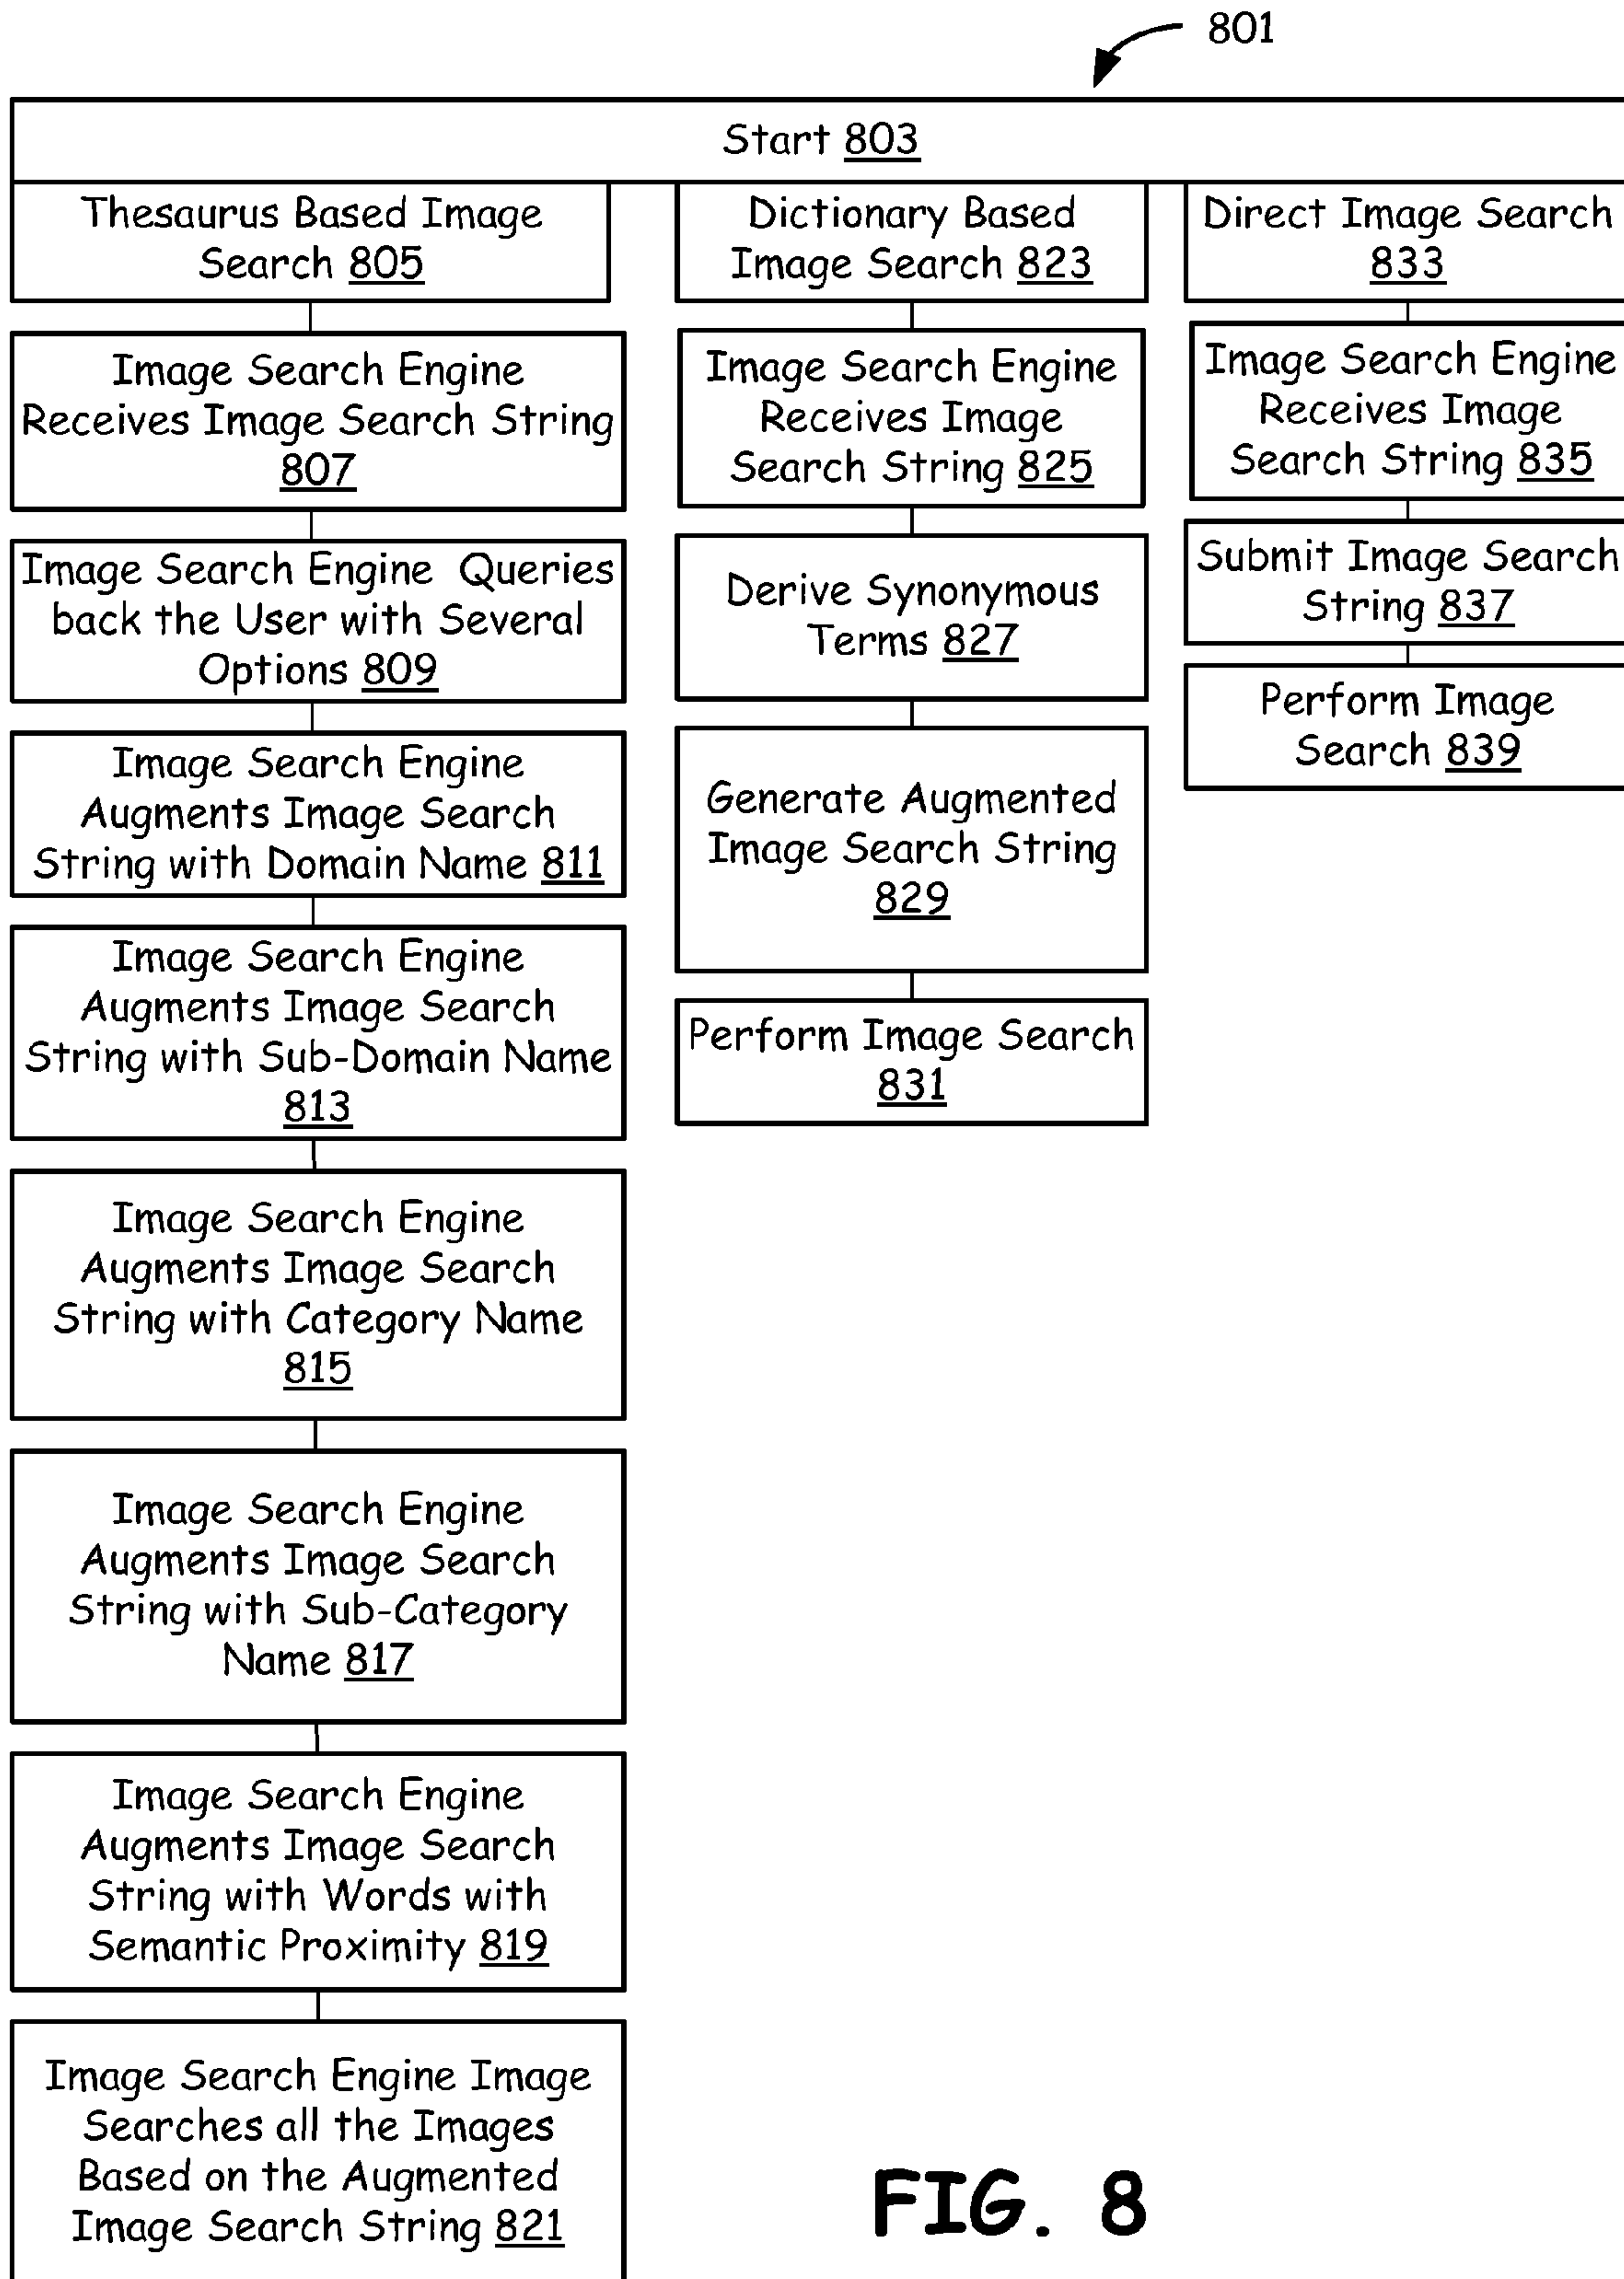 801
Start 803
Thesaurus Based Image
Search 805
Image Search Engine
Receives Image Search String
807
Image Search Engine Queries
back the User with Several
Options 809
Image Search Engine
Augments Image Search
String with Domain Name 811
Image Search Engine
Augments Image Search
String with Sub-Domain Name
813
Image Search Engine
Augments Image Search
String with Category Name
815
Image Search Engine
Augments Image Search
String with Sub-Category
Name 817
Image Search Engine
Augments Image Search
String with Words with
Semantic Proximity 819
Image Search Engine Image
Searches all the Images
Based on the Augmented
Image Search String 821
Dictionary Based
Image Search 823
Image Search Engine
Receives Image
Search String 825
Derive Synonymous
Terms 827
Generate Augmented
Image Search String
829
Perform Image Search
831
Direct Image Search
833
Image Search Engine
Receives Image
Search String 835
Submit Image Search
String 837
Perform Image
Search 839
FIG. 8